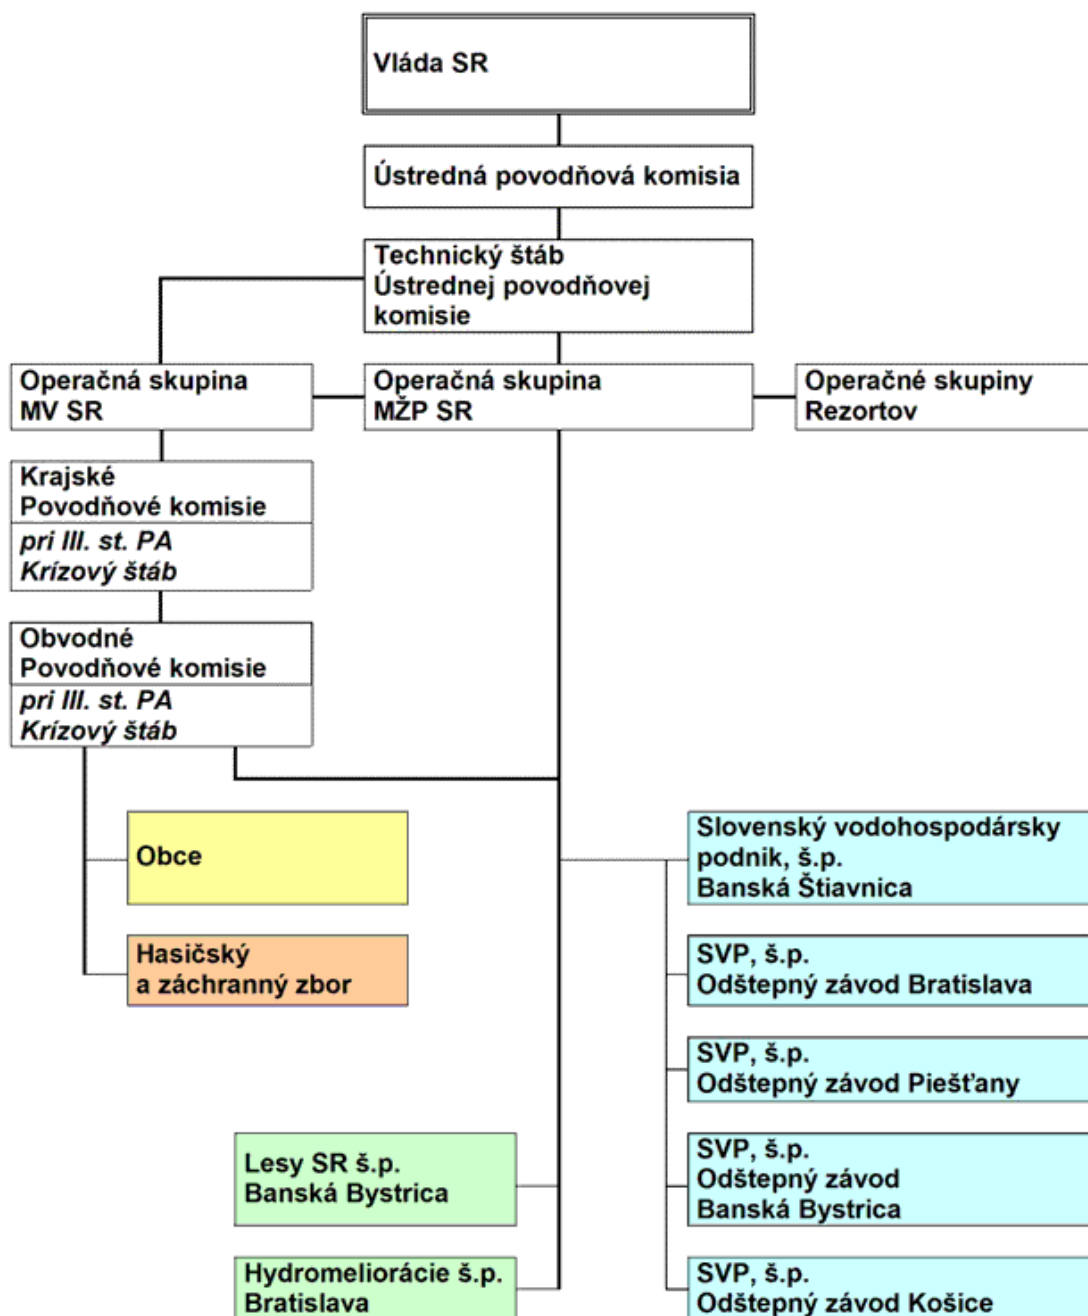 Vláda SR
Ústredná povodňová komisia
Technický štáb
Ústrednej povodňovej
komisie
Operačná skupina
MV SR
Operačná skupina
MŽP SR
Operačné skupiny
Rezortov
Krajské
Povodňové komisie
pri III. st. PA
Krízový štáb
Obvodné
Povodňové komisie
pri III. st. PA
Krízový štáb
Obce
Hasičský
a záchranný zbor
Slovenský vodohospodársky
podnik, š.p.
Banská Štiavnica
SVP, š.p.
Odštepný závod Bratislava
SVP, š.p.
Odštepný závod Piešťany
Lesy SR š.p.
Banská Bystrica
SVP, š.p.
Odštepný závod
Banská Bystrica
Hydromeliorácie š.p.
Bratislava
SVP, š.p.
Odštepný závod Košice